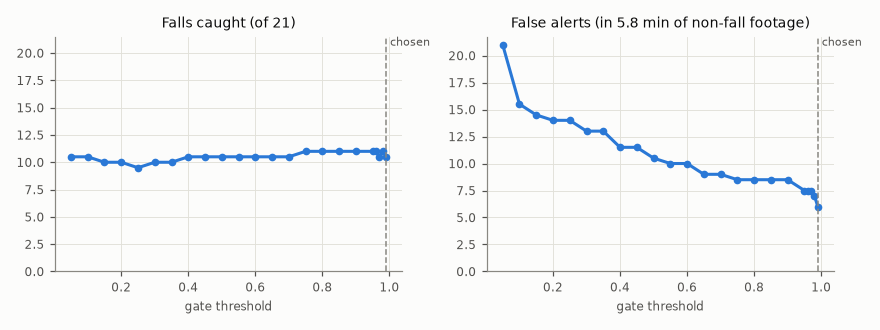 Falls caught (of 21)
chosen
20.0
17.5
15.0
12.5
10.0
7.5
5.0
2.5
0.0
0.2 0.4 0.6 0.8 1.0
gate threshold
False alerts (in 5.8 min of non-fall footage)
chosen
20.0
17.5
15.0
12.5
10.0
7.5
5.0
2.5
0.0
0.2 0.4 0.6 0.8 1.0
gate threshold